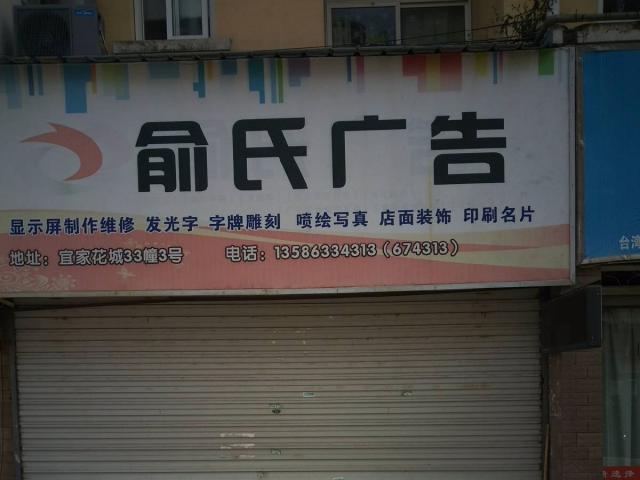 俞氏广告
显示屏制作维修 发光字 字牌雕刻 喷绘写真 店面装饰 印刷名片
地址：宜家花城33幢3号 电话：13586334313（674313）
台湾